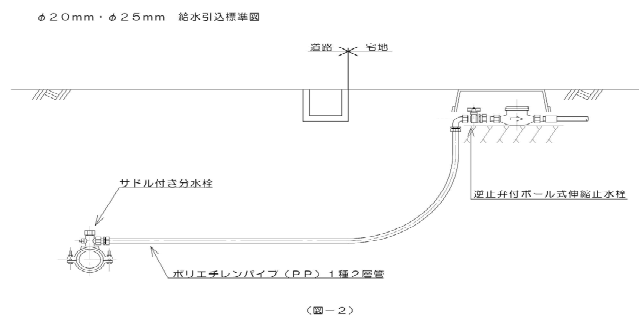 φ20mm・φ25mm 給水引込標準図
道路 宅地
サドル付き分水栓
逆止弁付ボール式伸縮止水栓
ポリエチレンパイプ(PP)1種2層管
(図-2)